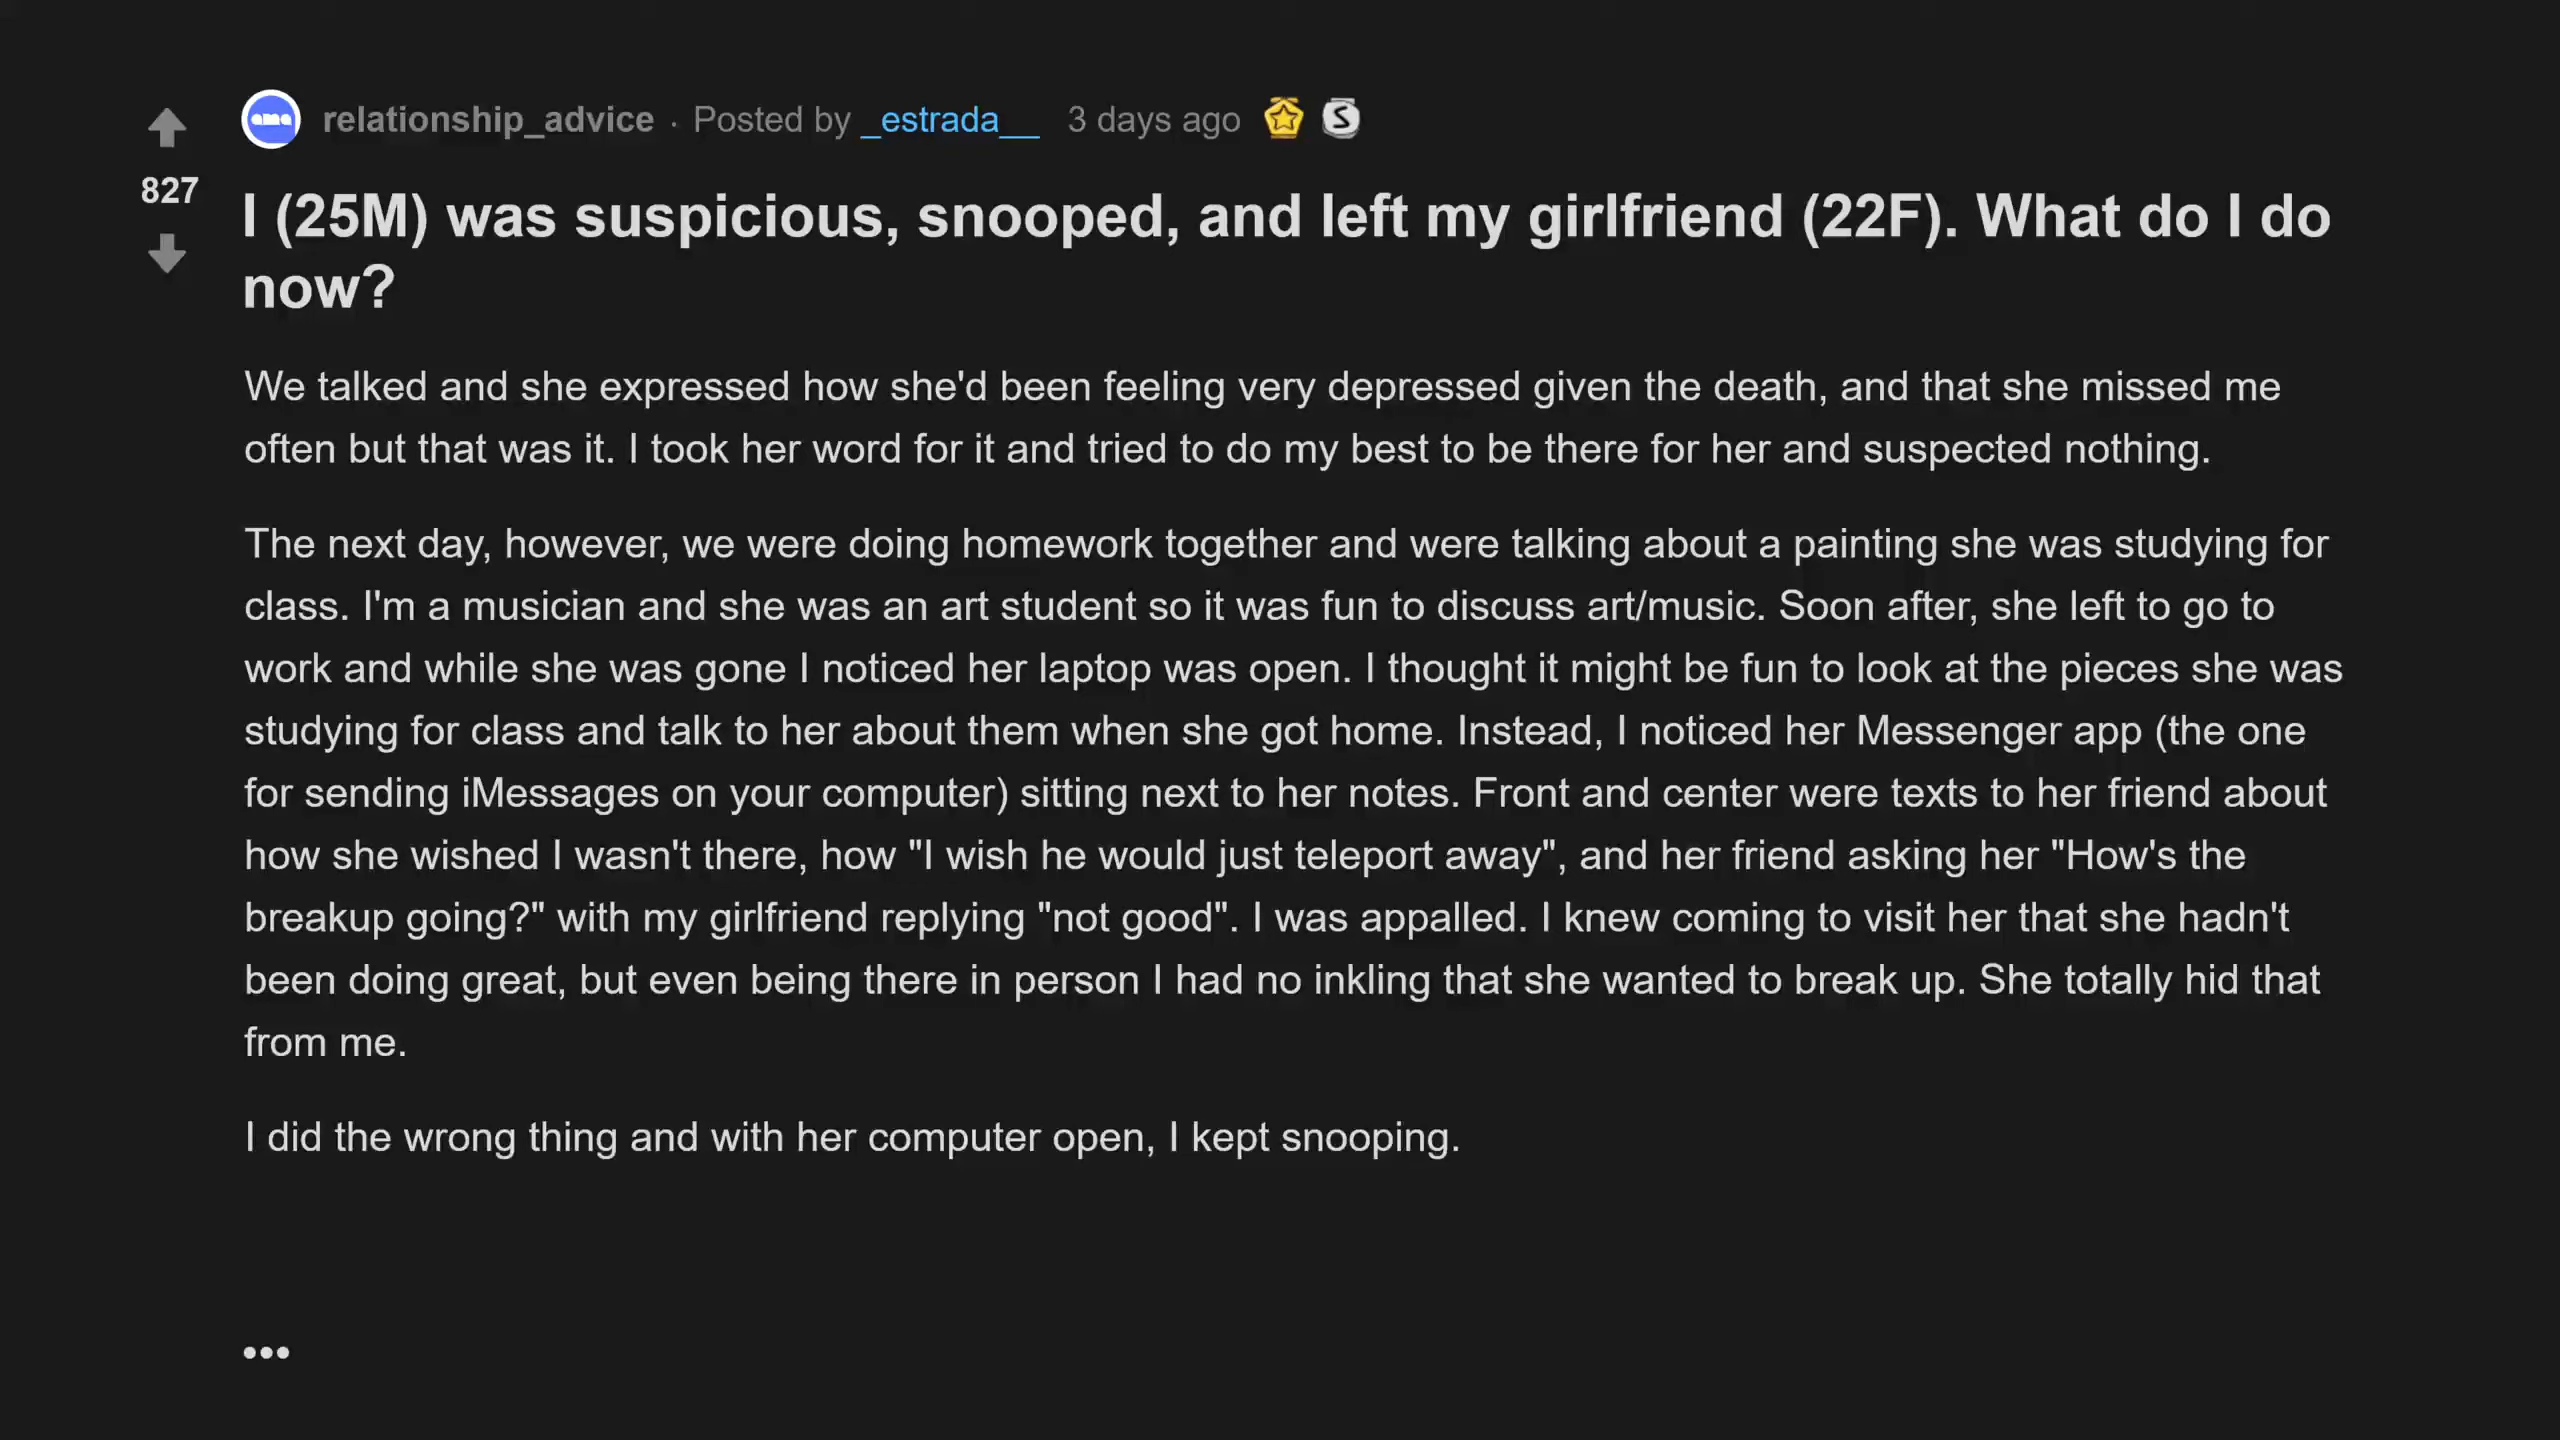 relationship_advice · Posted by _estrada__ 3 days ago
827
I (25M) was suspicious, snooped, and left my girlfriend (22F). What do I do
now?
We talked and she expressed how she'd been feeling very depressed given the death, and that she missed me
often but that was it. I took her word for it and tried to do my best to be there for her and suspected nothing.
The next day, however, we were doing homework together and were talking about a painting she was studying for
class. I'm a musician and she was an art student so it was fun to discuss art/music. Soon after, she left to go to
work and while she was gone I noticed her laptop was open. I thought it might be fun to look at the pieces she was
studying for class and talk to her about them when she got home. Instead, I noticed her Messenger app (the one
for sending iMessages on your computer) sitting next to her notes. Front and center were texts to her friend about
how she wished I wasn't there, how "I wish he would just teleport away", and her friend asking her "How's the
breakup going?" with my girlfriend replying "not good". I was appalled. I knew coming to visit her that she hadn't
been doing great, but even being there in person I had no inkling that she wanted to break up. She totally hid that
from me.
I did the wrong thing and with her computer open, I kept snooping.
•••